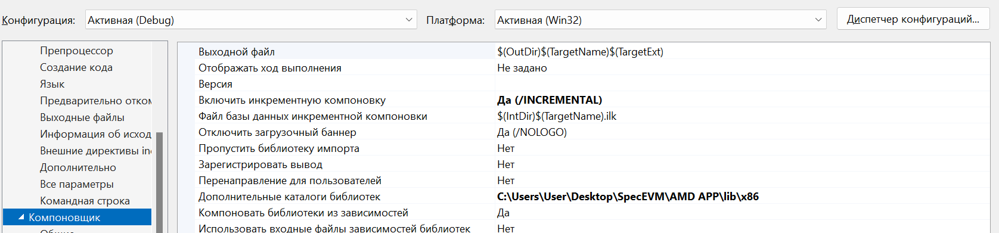 Конфигурация: Активная (Debug) Платформа: Активная (Win32) Диспетчер конфигураций...
Препроцессор
Создание кода
Язык
Предварительно отком
Выходные файлы
Информация об исход
Внешние директивы in
Дополнительно
Все параметры
Командная строка
Компоновщик
Общие
Выходной файл $(OutDir)$(TargetName)$(TargetExt)
Отображать ход выполнения Не задано
Версия
Включить инкрементную компоновку Да (/INCREMENTAL)
Файл базы данных инкрементной компоновки $(IntDir)$(TargetName).ilk
Отключить загрузочный баннер Да (/NOLOGO)
Пропустить библиотеку импорта Нет
Зарегистрировать вывод Нет
Перенаправление для пользователей Нет
Дополнительные каталоги библиотек C:\Users\User\Desktop\SpecEVM\AMD APP\lib\x86
Компоновать библиотеки из зависимостей Да
Использовать входные файлы зависимостей библиотек Нет